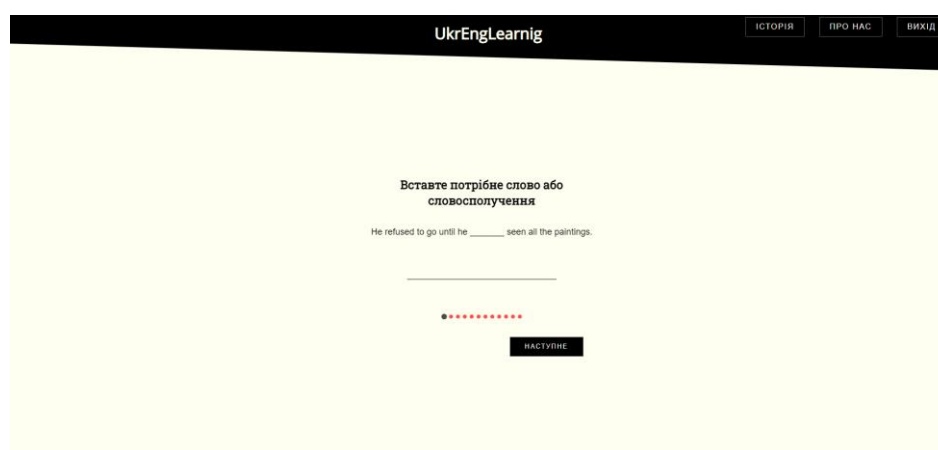 UkrEngLearnig
ІСТОРІЯ ПРО НАС ВИХІД
Вставте потрібне слово або
словосполучення
He refused to go until he _______ seen all the paintings.
НАСТУПНЕ